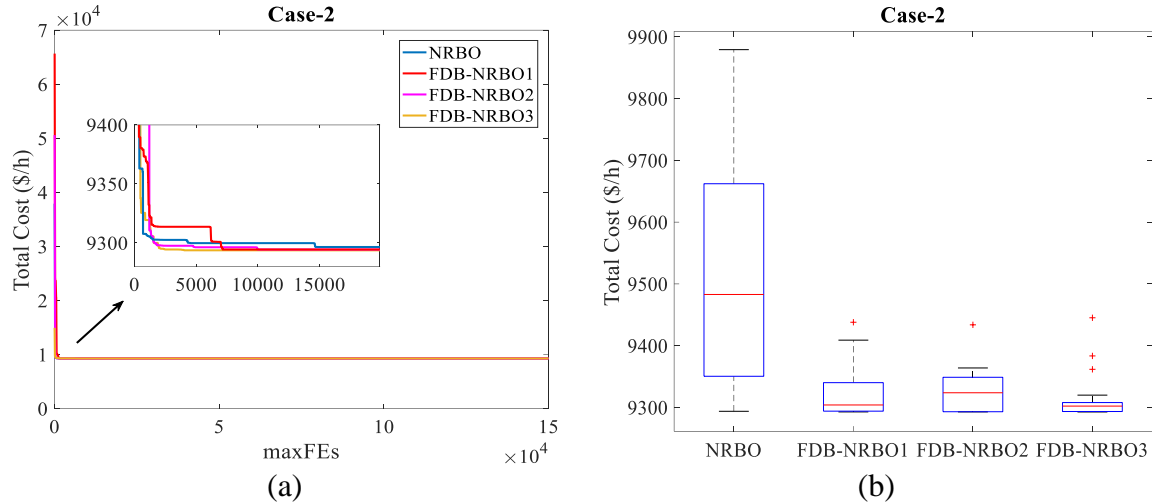 Case-2
×10⁴
7
6
5
4
3
2
1
0
Total Cost ($/h)
NRBO
FDB-NRBO1
FDB-NRBO2
FDB-NRBO3
9400
9350
9300
0 5000 10000 15000
0 5 10 15
maxFEs
×10⁴
(a)
Case-2
9900
9800
9700
9600
9500
9400
9300
Total Cost ($/h)
NRBO FDB-NRBO1 FDB-NRBO2 FDB-NRBO3
(b)